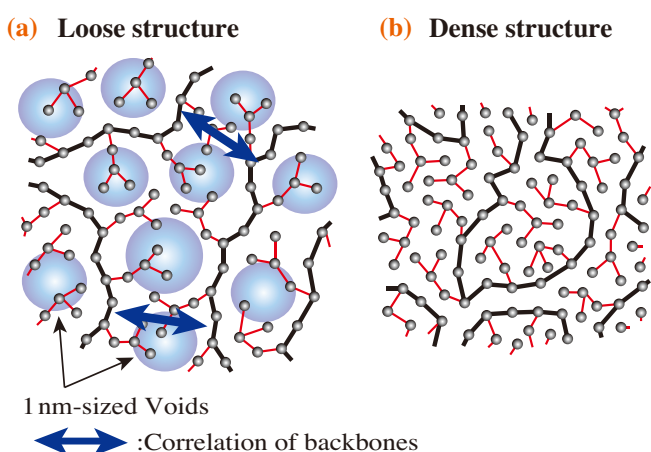 (a) Loose structure
(b) Dense structure
1 nm-sized Voids
:Correlation of backbones